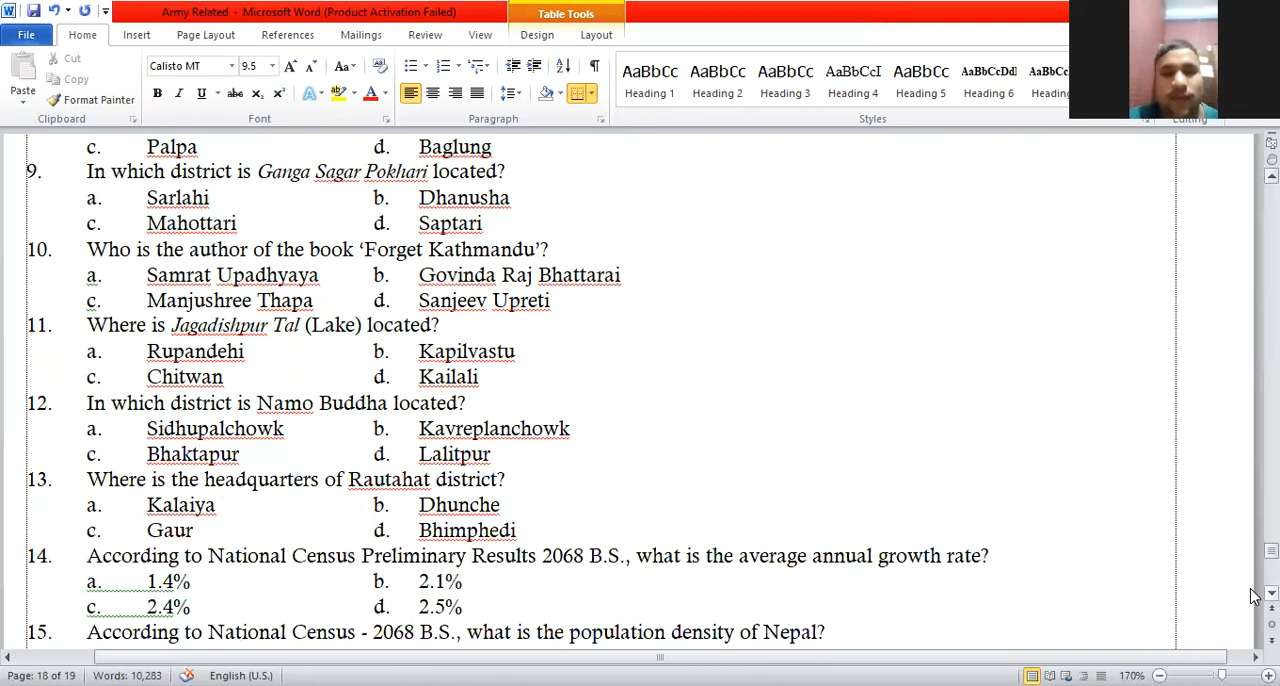 Army Related - Microsoft Word (Product Activation Failed)
Table Tools
File Home Insert Page Layout References Mailings Review View Design Layout
Cut
Copy
Format Painter
Paste
Calisto MT 9.5
AaBbCc AaBbCc AaBbCc AaBbCcI AaBbCc AaBbCcDd AaBbCc
Heading 1 Heading 2 Heading 3 Heading 4 Heading 5 Heading 6 Head
Clipboard Font Paragraph Styles Editing
c. Palpa d. Baglung
9. In which district is Ganga Sagar Pokhari located?
a. Sarlahi b. Dhanusha
c. Mahottari d. Saptari
10. Who is the author of the book ‘Forget Kathmandu’?
a. Samrat Upadhyaya b. Govinda Raj Bhattarai
c. Manjushree Thapa d. Sanjeev Upreti
11. Where is Jagadishpur Tal (Lake) located?
a. Rupandehi b. Kapilvastu
c. Chitwan d. Kailali
12. In which district is Namo Buddha located?
a. Sidhupalchowk b. Kavreplanchowk
c. Bhaktapur d. Lalitpur
13. Where is the headquarters of Rautahat district?
a. Kalaiya b. Dhunche
c. Gaur d. Bhimphedi
14. According to National Census Preliminary Results 2068 B.S., what is the average annual growth rate?
a. 1.4% b. 2.1%
c. 2.4% d. 2.5%
15. According to National Census - 2068 B.S., what is the population density of Nepal?
Page: 18 of 19 Words: 10,283 English (U.S.) 170%